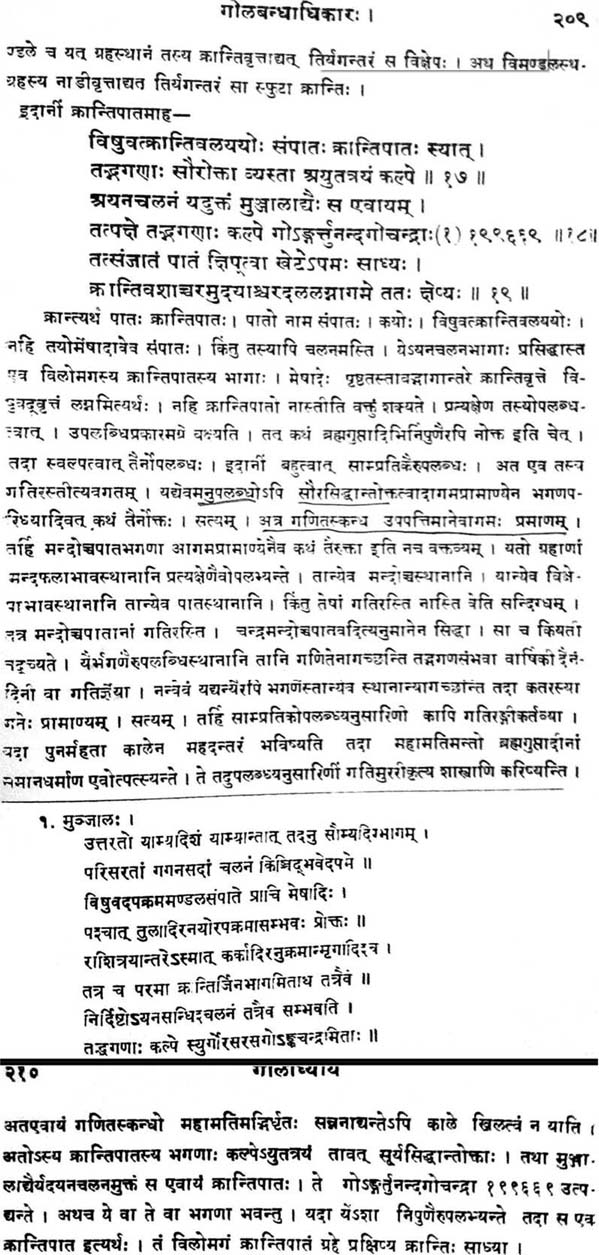 गोलबन्धाधिकारः । २०९
ण्डले च यत् ग्रहस्थानं तस्य क्रान्तिवृत्ताद्यत् तिर्यगन्तरं स विक्षेपः । अथ विमण्डलस्थ-
ग्रहस्य नाडीवृत्ताद्यत तिर्यगन्तरं सा स्फुटा क्रान्तिः ।
इदानीं क्रान्तिपातमाह—
विषुवत्क्रान्तिवलययोः संपातः क्रान्तिपातः स्यात् ।
तद्भगणाः सौरोक्ता व्यस्ता अयुतत्रयं कल्पे ॥ १७ ॥
अयनचलनं यदुक्तं मुञ्जालाद्यैः स एवायम् ।
तत्पक्षे तद्भगणाः कल्पे गोऽङ्गर्त्तुनन्दगोचन्द्राः(१) १९९६६९ ॥१८॥
तत्संजातं पातं क्षिप्त्वा खेटेऽपमः साध्यः ।
क्रान्तिवशाच्चरमुदयाश्चरदललग्नागमे ततः क्षेप्यः ॥ १९ ॥
क्रान्त्यर्थं पातः क्रान्तिपातः । पातो नाम संपातः । कयोः । विषुवत्क्रान्तिवलययोः ।
नहि तयोर्मेषादावेव संपातः । किंतु तस्यापि चलनमस्ति । येऽयनचलनभागाः प्रसिद्धास्त
एव विलोमगस्य क्रान्तिपातस्य भागाः । मेषादेः पृष्ठतस्तावद्भागान्तरे क्रान्तिवृत्ते वि-
षुवद्वृत्तं लग्नमित्यर्थः । नहि क्रान्तिपातो नास्तीति वक्तुं शक्यते । प्रत्यक्षेण तस्योपलब्ध-
त्वात् । उपलब्धिप्रकारमग्रे वक्ष्यति । तत् कथं ब्रह्मगुप्तादिभिर्निपुणैरपि नोक्त इति चेत् ।
तदा स्वल्पत्वात् तैर्नोपलब्धः । इदानीं बहुत्वात् साम्प्रतिकैरुपलब्धः । अत एव तस्य
गतिरस्तीत्यवगतम् । यद्येवमनुपलब्धोऽपि सौरसिद्धान्तोक्तत्वादागमप्रामाण्येन भगणप-
रिध्यादिवत् कथं तैर्नोक्तः । सत्यम् । अत्र गणितस्कन्ध उपपत्तिमानेवागमः प्रमाणम् ।
तर्हि मन्दोच्चपातभगणा आगमप्रामाण्येनैव कथं तैरुक्ता इति नच वक्तव्यम् । यतो ग्रहाणां
मन्दफलाभावस्थानानि प्रत्यक्षेणैवोपलभ्यन्ते । तान्येव मन्दोच्चस्थानानि । यान्येव विक्षे-
पाभावस्थानानि तान्येव पातस्थानानि । किंतु तेषां गतिरस्ति नास्ति वेति सन्दिग्धम् ।
तत्र मन्दोच्चपातानां गतिरस्ति । चन्द्रमन्दोच्चपातवदित्यनुमानेन सिद्धा । सा च कियती
तदुच्यते । यैर्भगणैरुपलब्धिस्थानानि तानि गणितेनागच्छन्ति तद्भगणसंभवा वार्षिकी दैनं-
दिनी वा गतिर्ज्ञेया । नन्वेवं यद्यन्यैरपि भगणैस्तान्येव स्थानान्यागच्छन्ति तदा कतरस्या
गतेः प्रामाण्यम् । सत्यम् । तर्हि साम्प्रतिकोपलब्ध्यनुसारिणी कापि गतिरङ्गीकर्तव्या ।
यदा पुनर्महता कालेन महदन्तरं भविष्यति तदा महामतिमन्तो ब्रह्मगुप्तादीनां
समानधर्माण एवोत्पत्स्यन्ते । ते तदुपलब्ध्यनुसारिणीं गतिमुररीकृत्य शास्त्राणि करिष्यन्ति ।
१. मुञ्जालः ।
उत्तरतो याम्यदिशं याम्यान्तात् तदनु सौम्यदिग्भागम् ।
परिसरतां गगनसदां चलनं किञ्चिद्भवेदपमे ॥
विषुवदपक्रममण्डलसंपाते प्राचि मेषादिः ।
पश्चात् तुलादिरनयोरपक्रमासम्भवः प्रोक्तः ॥
राशित्रयान्तरेऽस्मात् कर्कादिरनुक्रमान्मृगादिश्च ।
तत्र च परमा क्रान्तिर्जिनभागमिताथ तत्रैवं ॥
निर्दिष्टोऽयनसन्धिश्चलनं तत्रैव सम्भवति ।
तद्भगणाः कल्पे स्युर्गोरसरसगोऽङ्कचन्द्रमिताः ॥
२१० गोलाध्याये
अतएवायं गणितस्कन्धो महामतिमद्भिर्धृतः सन्ननाद्यन्तेऽपि काले खिलत्वं न याति ।
अतोऽस्य क्रान्तिपातस्य भगणाः कल्पेऽयुतत्रयं तावत् सूर्यसिद्धान्तोक्ताः । तथा मुञ्जा-
लाद्यैर्यदयनचलनमुक्तं स एवायं क्रान्तिपातः । ते गोऽङ्गर्तुनन्दगोचन्द्रा १९९६६९ उत्प-
द्यन्ते । अथच ये वा ते वा भगणा भवन्तु । यदा येंऽशा निपुणैरुपलभ्यन्ते तदा स एव
क्रान्तिपात इत्यर्थः । तं विलोमगं क्रान्तिपातं ग्रहे प्रक्षिप्य क्रान्तिः साध्या ।